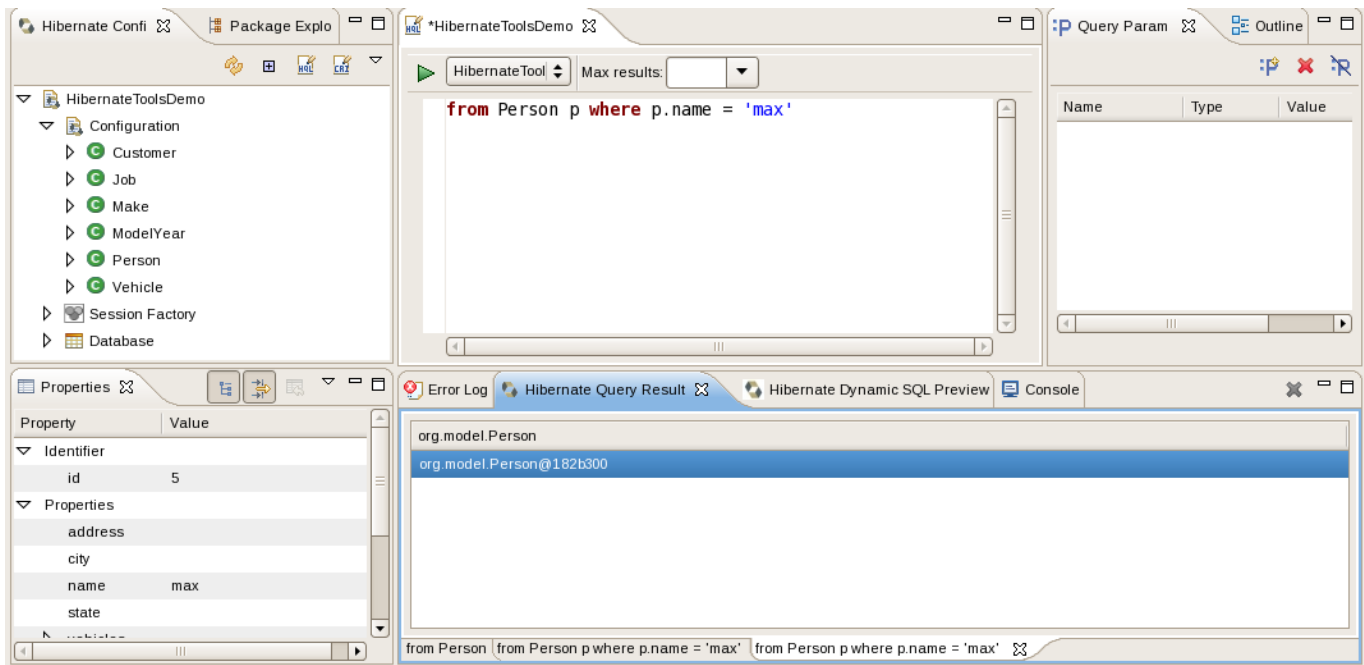 Hibernate Confi
Package Explo
HibernateToolsDemo
Configuration
Customer
Job
Make
ModelYear
Person
Vehicle
Session Factory
Database
*HibernateToolsDemo
HibernateTool
Max results:
from Person p where p.name = 'max'
:P Query Param
Outline
Name Type Value
Properties
Property Value
Identifier
id 5
Properties
address
city
name max
state
Error Log
Hibernate Query Result
Hibernate Dynamic SQL Preview
Console
org.model.Person
org.model.Person@182b300
from Person
from Person p where p.name = 'max'
from Person p where p.name = 'max'